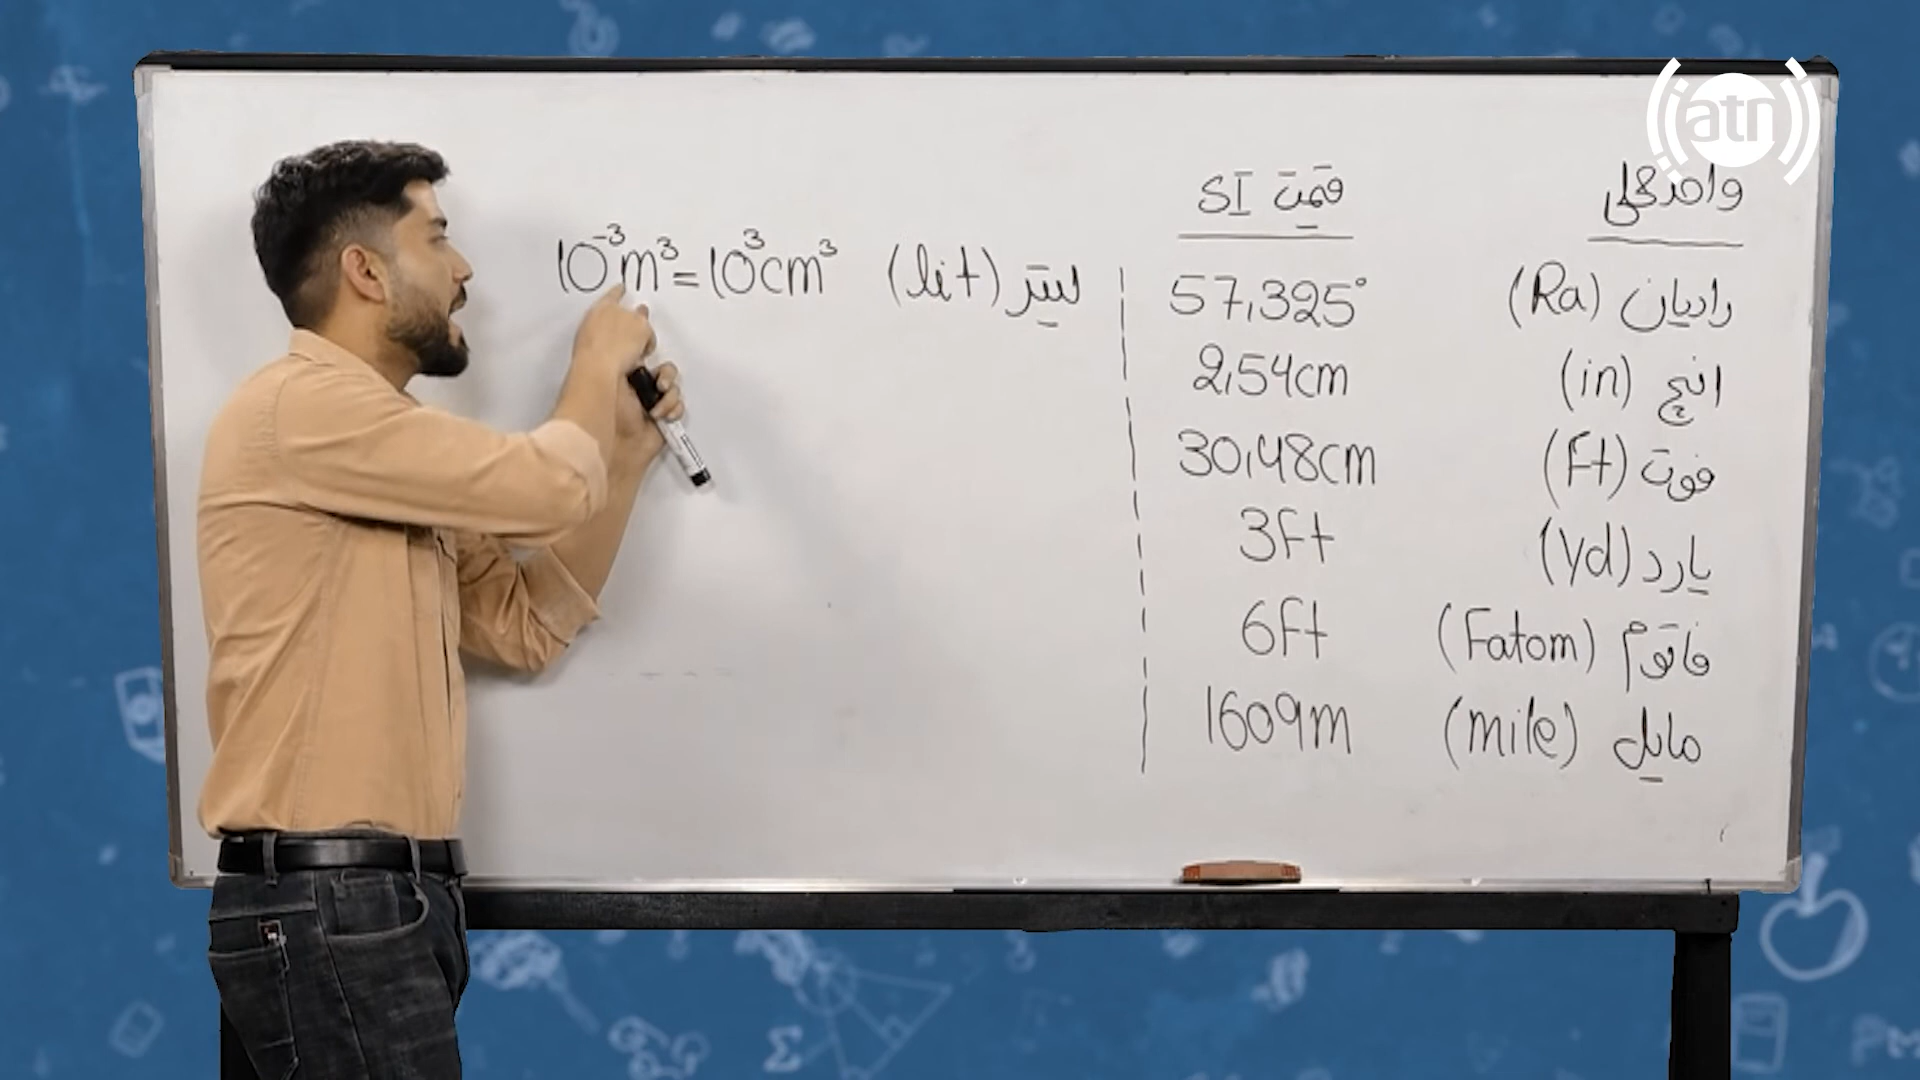 atn
واحدهای قیمت SI
رادیان (Ra) 57,325°
انچ (in) 2,54cm
فوت (Ft) 30,48cm
یارد (Yd) 3Ft
فاتوم (Fatom) 6Ft
مایل (mile) 1609m
لیتر (lit) 10⁻³m³=10³cm³